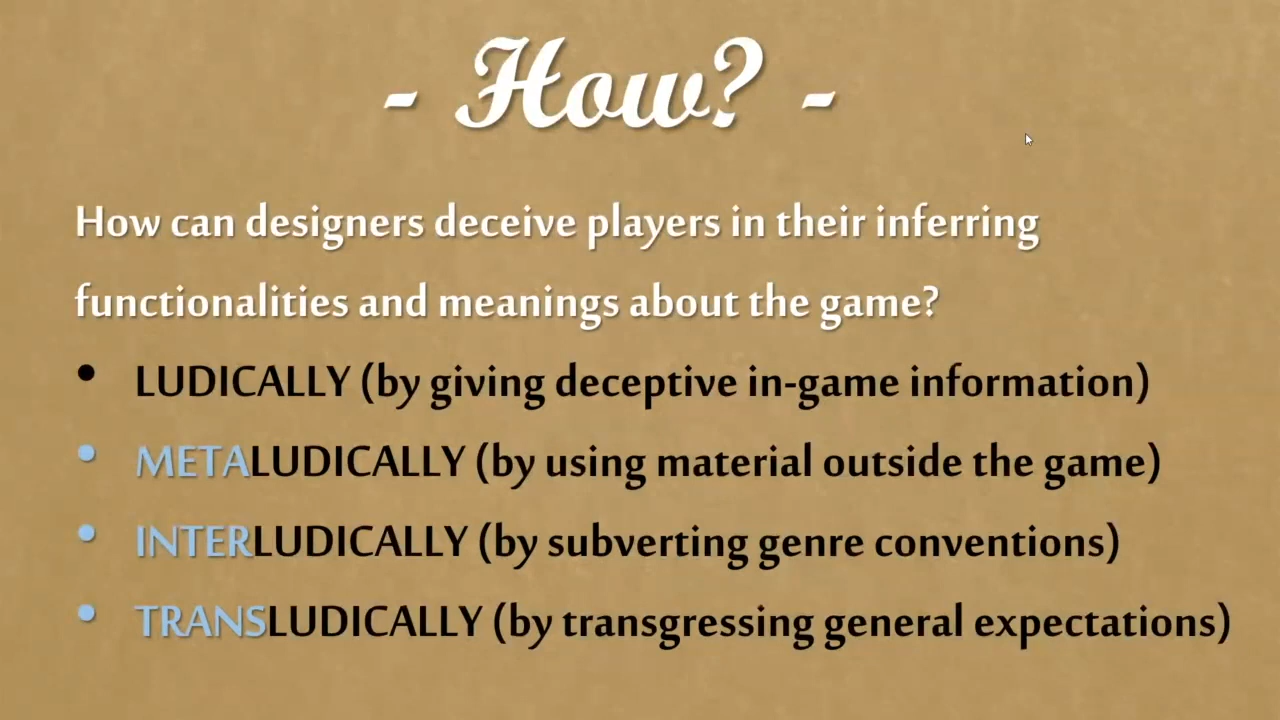 - How? -
How can designers deceive players in their inferring
functionalities and meanings about the game?
• LUDICALLY (by giving deceptive in-game information)
• METALUDICALLY (by using material outside the game)
• INTERLUDICALLY (by subverting genre conventions)
• TRANSLUDICALLY (by transgressing general expectations)